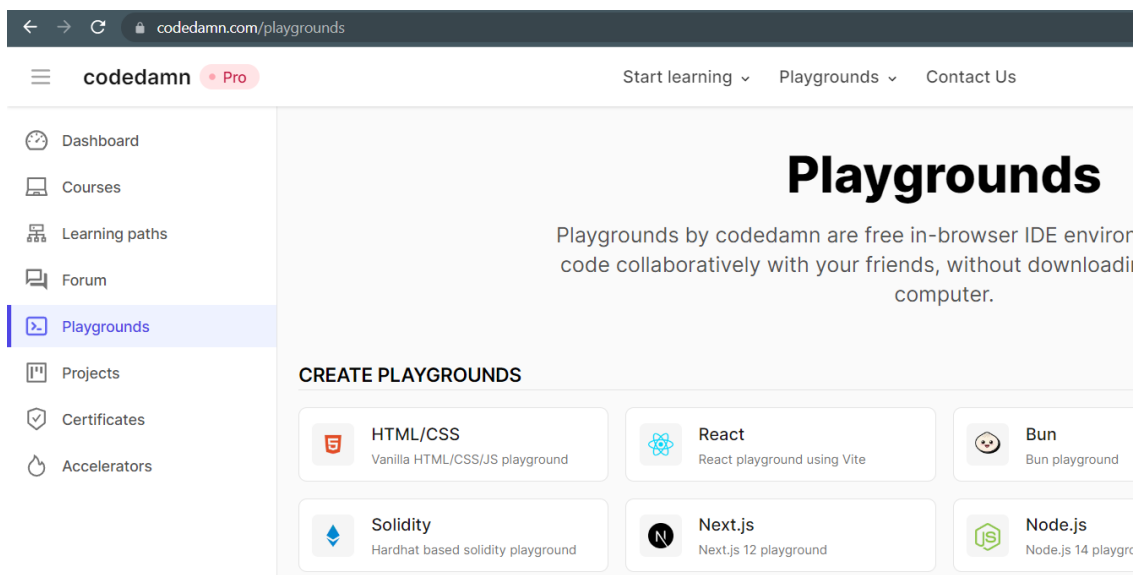 codedamn.com/playgrounds
codedamn Pro
Start learning Playgrounds Contact Us
Dashboard
Courses
Learning paths
Forum
Playgrounds
Projects
Certificates
Accelerators
Playgrounds
Playgrounds by codedamn are free in-browser IDE
code collaboratively with your friends, without
computer.
CREATE PLAYGROUNDS
HTML/CSS
Vanilla HTML/CSS/JS playground
React
React playground using Vite
Bun
Bun playground
Solidity
Hardhat based solidity playground
Next.js
Next.js 12 playground
Node.js
Node.js 14